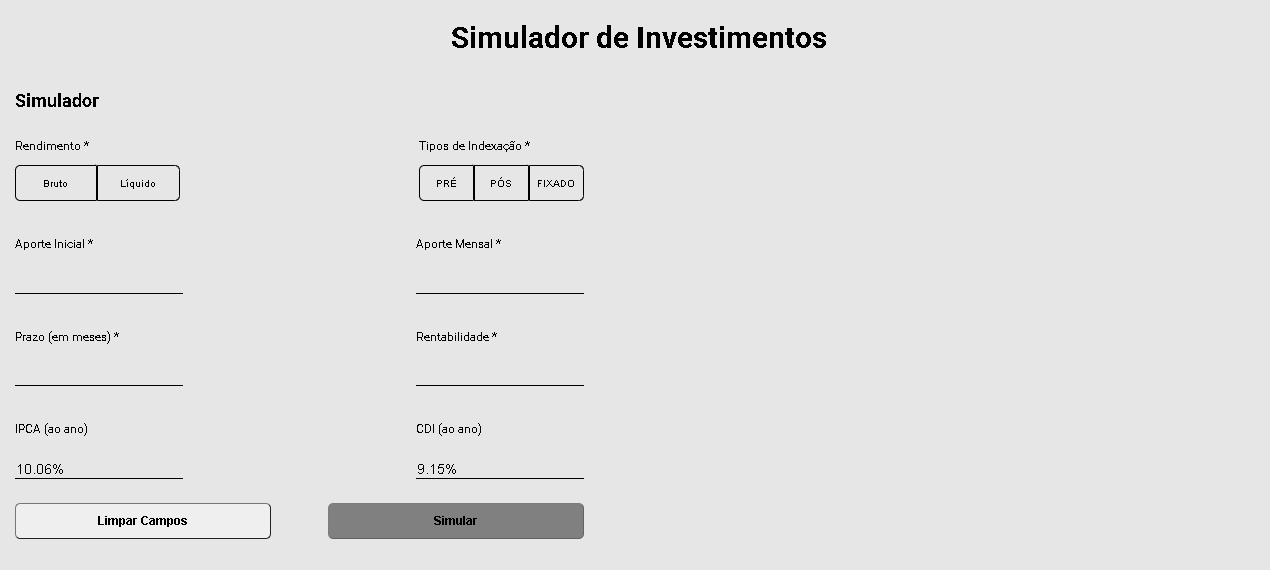 Simulador de Investimentos
Simulador
Rendimento * Tipos de Indexação *
Bruto Líquido PRÉ PÓS FIXADO
Aporte Inicial * Aporte Mensal *
Prazo (em meses) * Rentabilidade *
IPCA (ao ano) CDI (ao ano)
10.06% 9.15%
Limpar Campos Simular